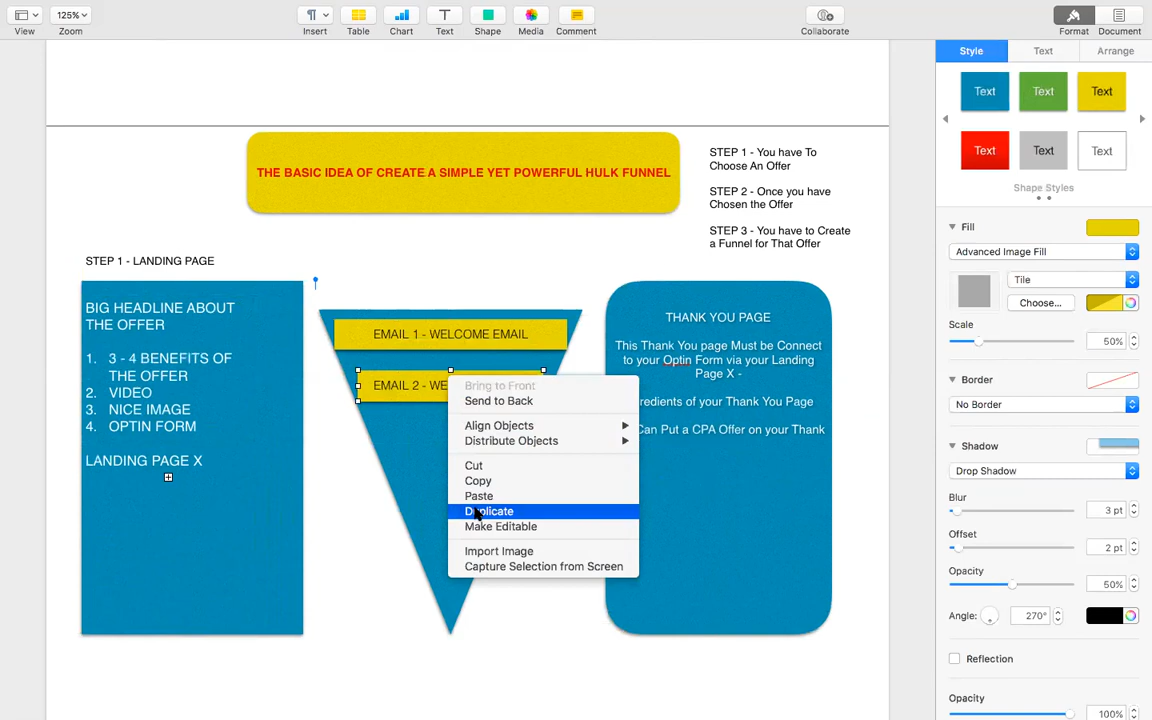 View
125%
Zoom
Insert
Table
Chart
Text
Shape
Media
Comment
Collaborate
Format
Document
Style
Text
Arrange
Text
Text
Text
Text
Text
Text
Shape Styles
THE BASIC IDEA OF CREATE A SIMPLE YET POWERFUL HULK FUNNEL
STEP 1 - You have To
Choose An Offer
STEP 2 - Once you have
Chosen the Offer
STEP 3 - You have to Create
a Funnel for That Offer
STEP 1 - LANDING PAGE
BIG HEADLINE ABOUT
THE OFFER
1. 3 - 4 BENEFITS OF
THE OFFER
2. VIDEO
3. NICE IMAGE
4. OPTIN FORM
LANDING PAGE X
EMAIL 1 - WELCOME EMAIL
EMAIL 2 - WE
THANK YOU PAGE
This Thank You page Must be Connect
to your Optin Form via your Landing
Page X -
redients of your Thank You Page
Can Put a CPA Offer on your Thank
Bring to Front
Send to Back
Align Objects
Distribute Objects
Cut
Copy
Paste
Duplicate
Make Editable
Import Image
Capture Selection from Screen
Fill
Advanced Image Fill
Tile
Choose...
Scale
50%
Border
No Border
Shadow
Drop Shadow
Blur
3 pt
Offset
2 pt
Opacity
50%
Angle:
270°
Reflection
Opacity
100%